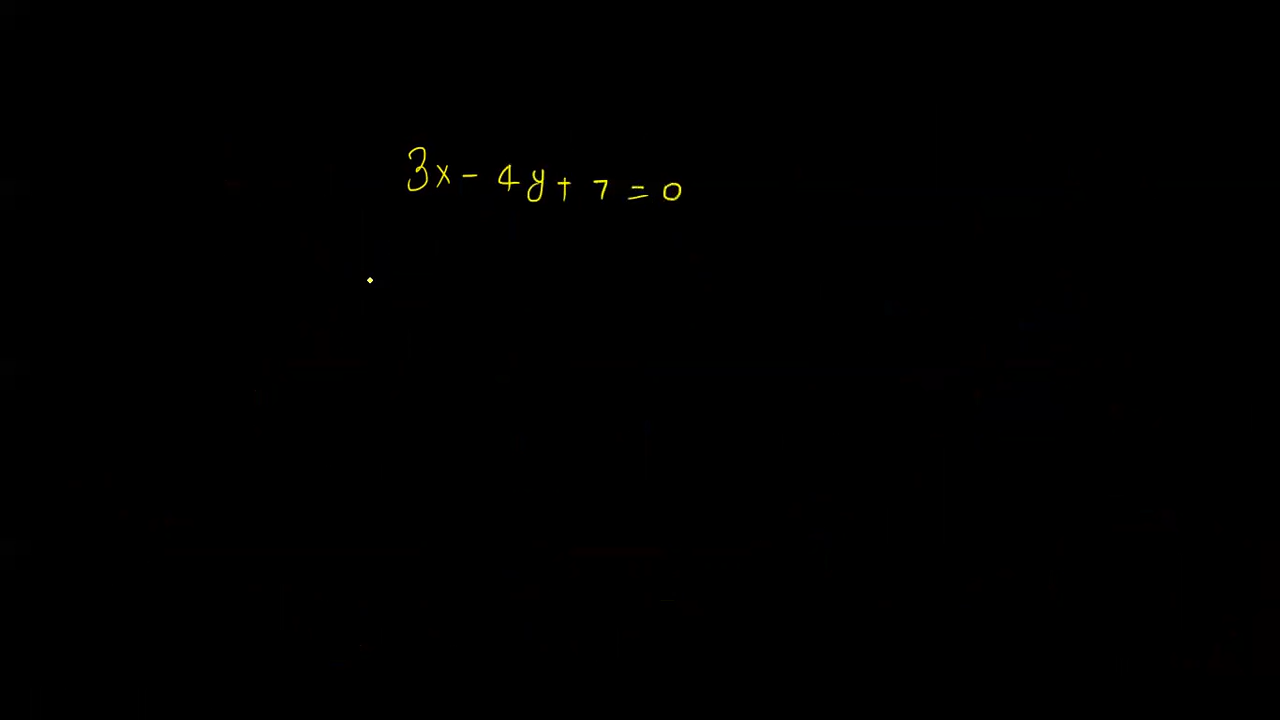 3x - 4y + 7 = 0